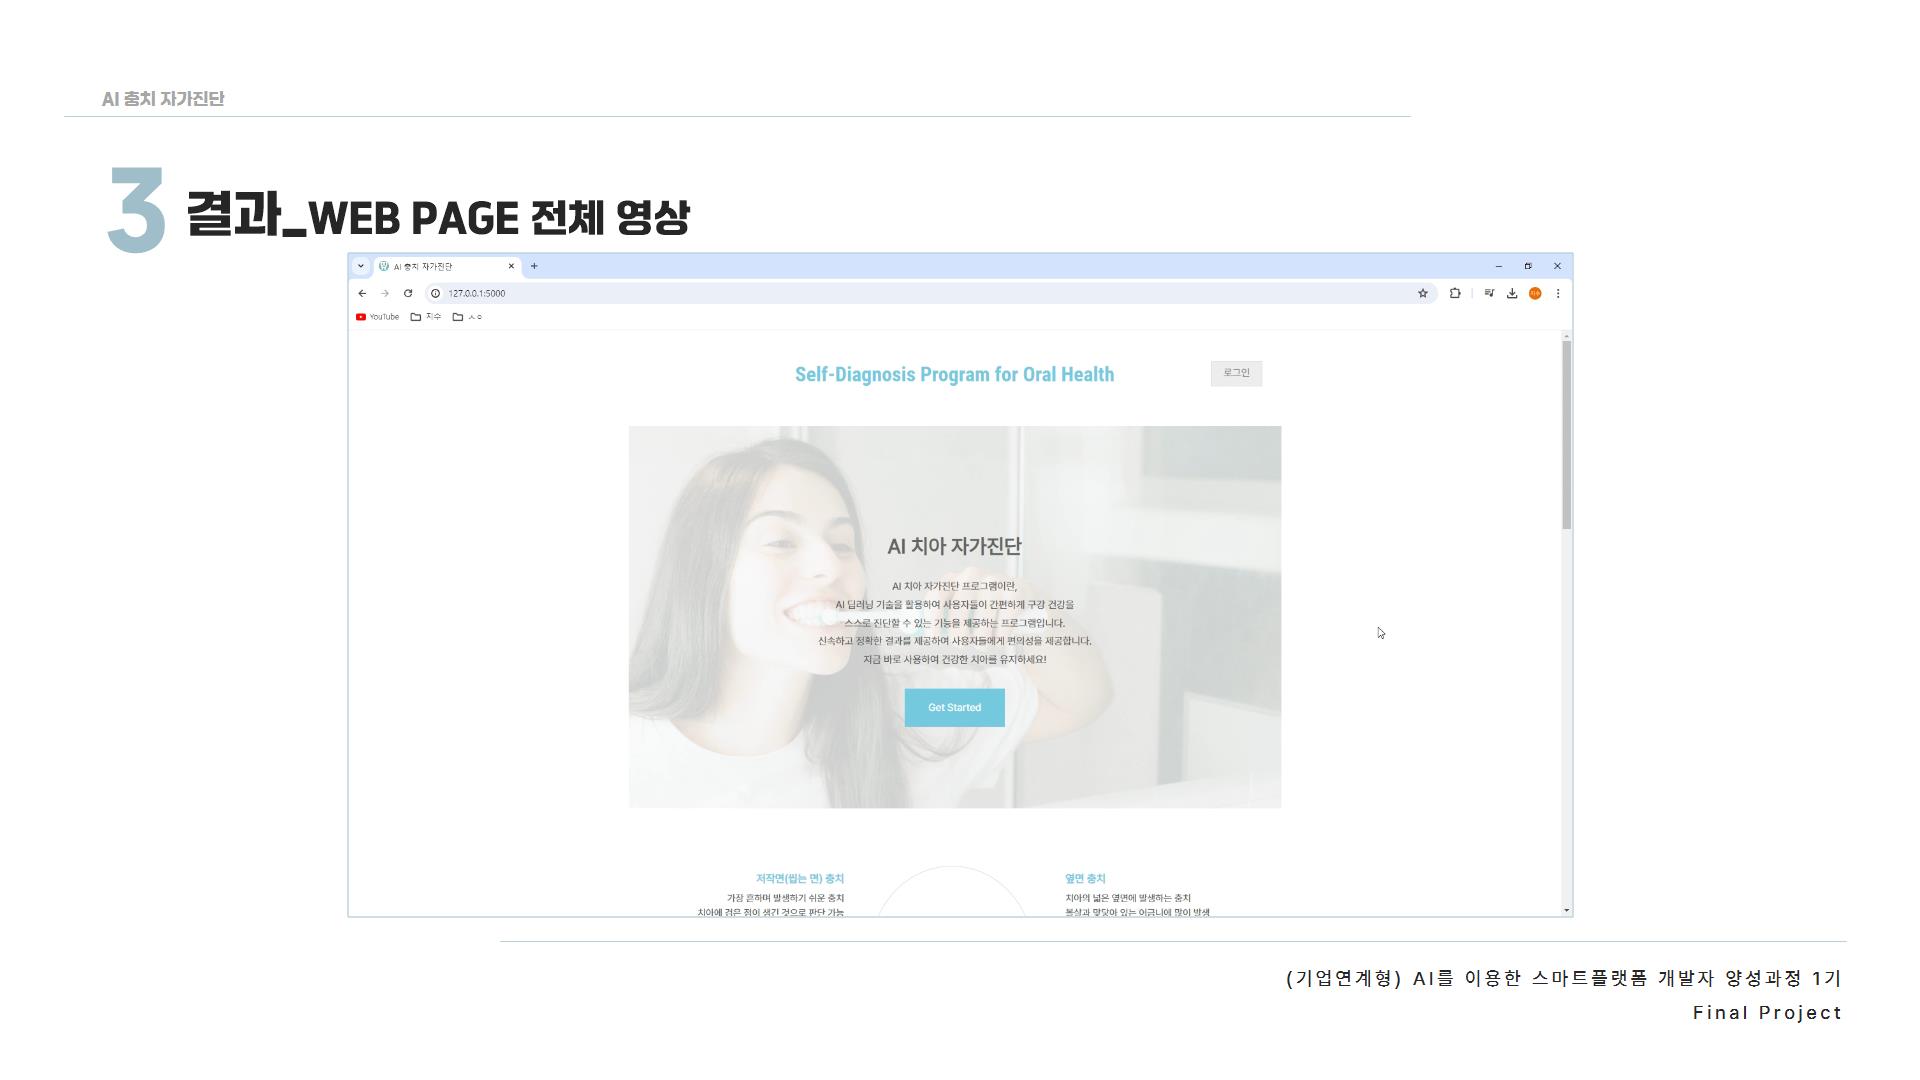 AI 충치 자가진단
3 결과_WEB PAGE 전체 영상
AI 충치 자가진단
127.0.0.1:5000
지수
YouTube 지수 ㅅㅇ
Self-Diagnosis Program for Oral Health
로그인
AI 치아 자가진단
AI 치아 자가진단 프로그램이란,
AI 딥러닝 기술을 활용하여 사용자들이 간편하게 구강 건강을
스스로 진단할 수 있는 기능을 제공하는 프로그램입니다.
신속하고 정확한 결과를 제공하여 사용자들에게 편의성을 제공합니다.
지금 바로 사용하여 건강한 치아를 유지하세요!
Get Started
저작면(씹는 면) 충치
가장 흔하며 발생하기 쉬운 충치
치아에 검은 점이 생긴 것으로 판단 가능
옆면 충치
치아의 넓은 옆면에 발생하는 충치
볼살과 맞닿아 있는 어금니에 많이 발생
(기업연계형) AI를 이용한 스마트플랫폼 개발자 양성과정 1기
Final Project